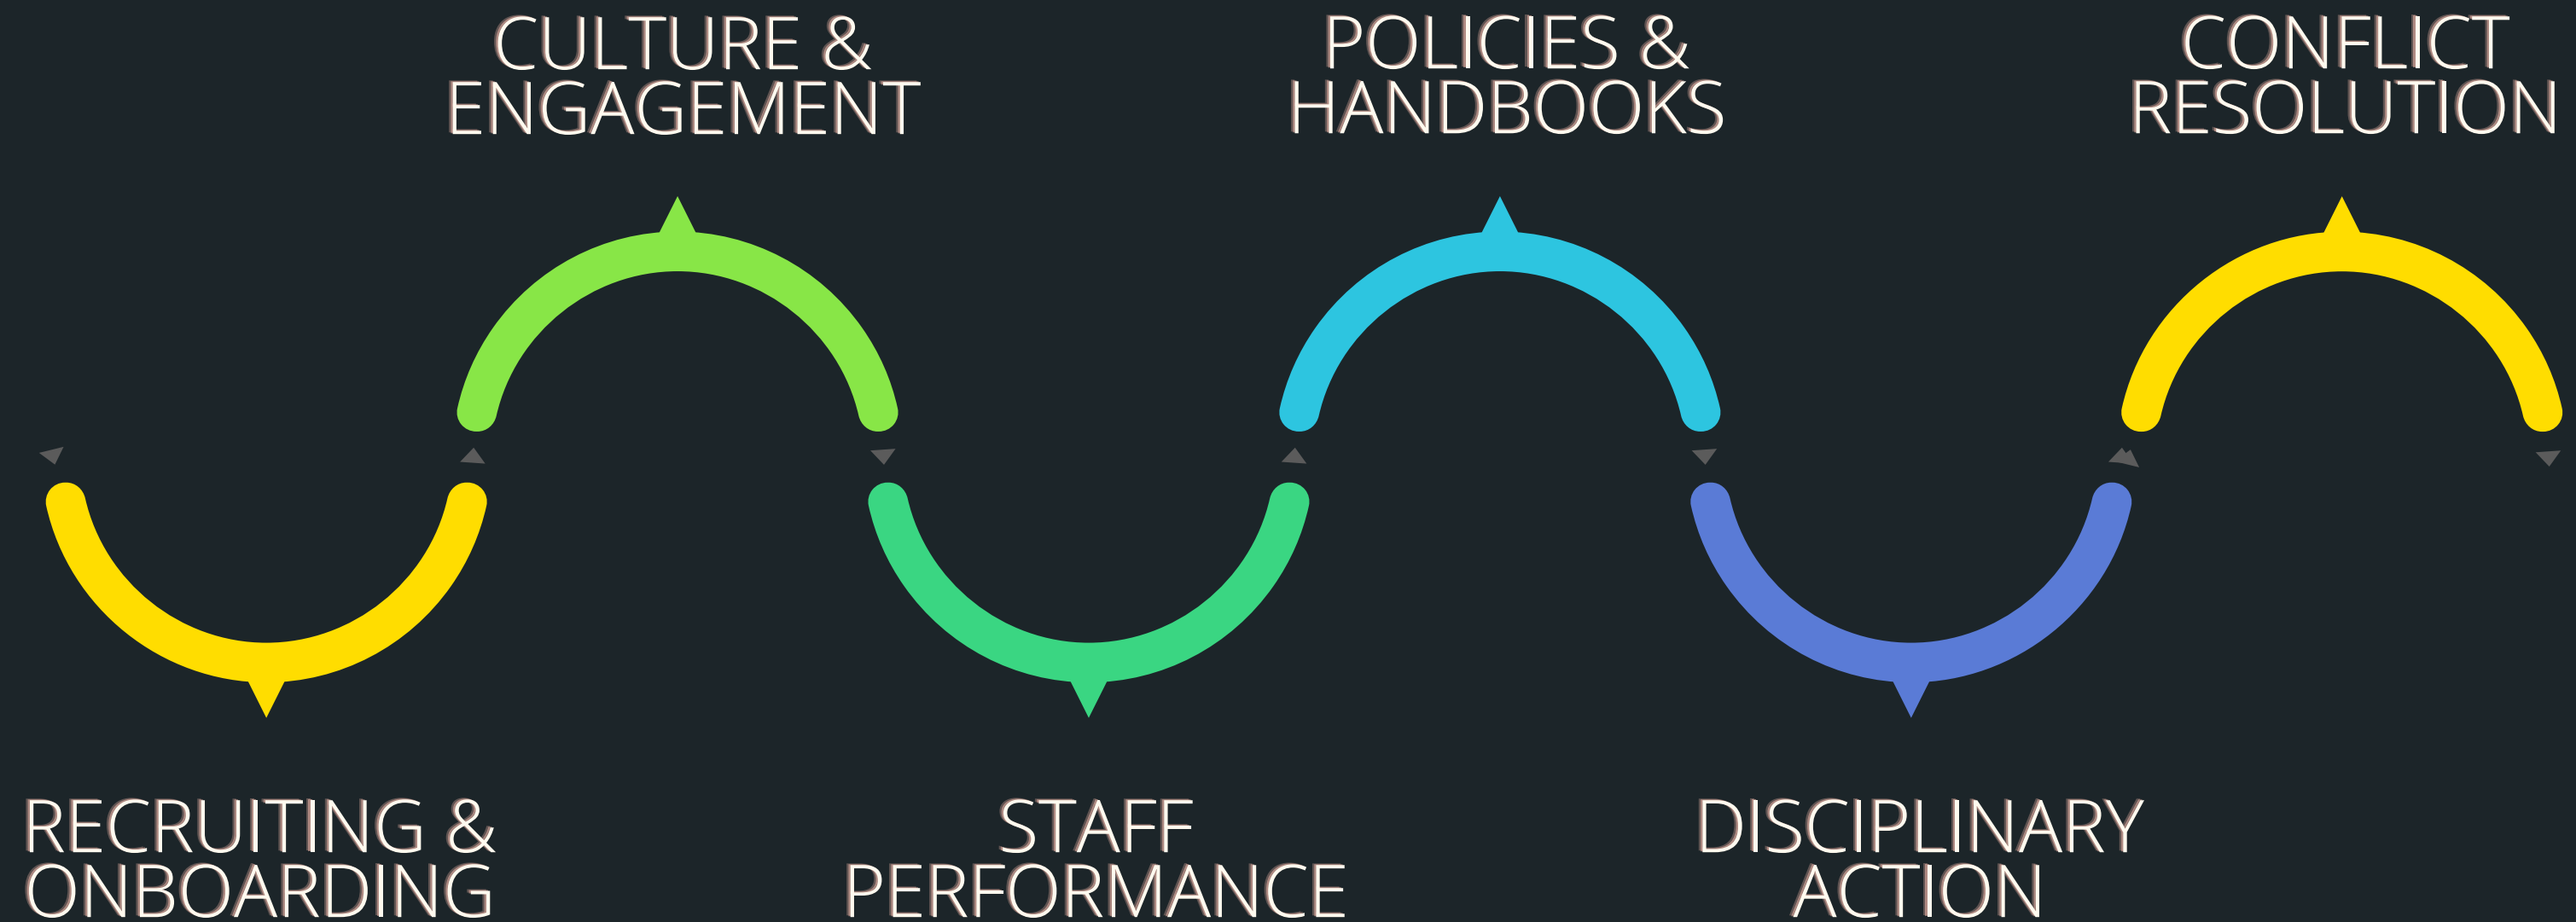 CULTURE &
ENGAGEMENT
POLICIES &
HANDBOOKS
CONFLICT
RESOLUTION
RECRUITING &
ONBOARDING
STAFF
PERFORMANCE
DISCIPLINARY
ACTION